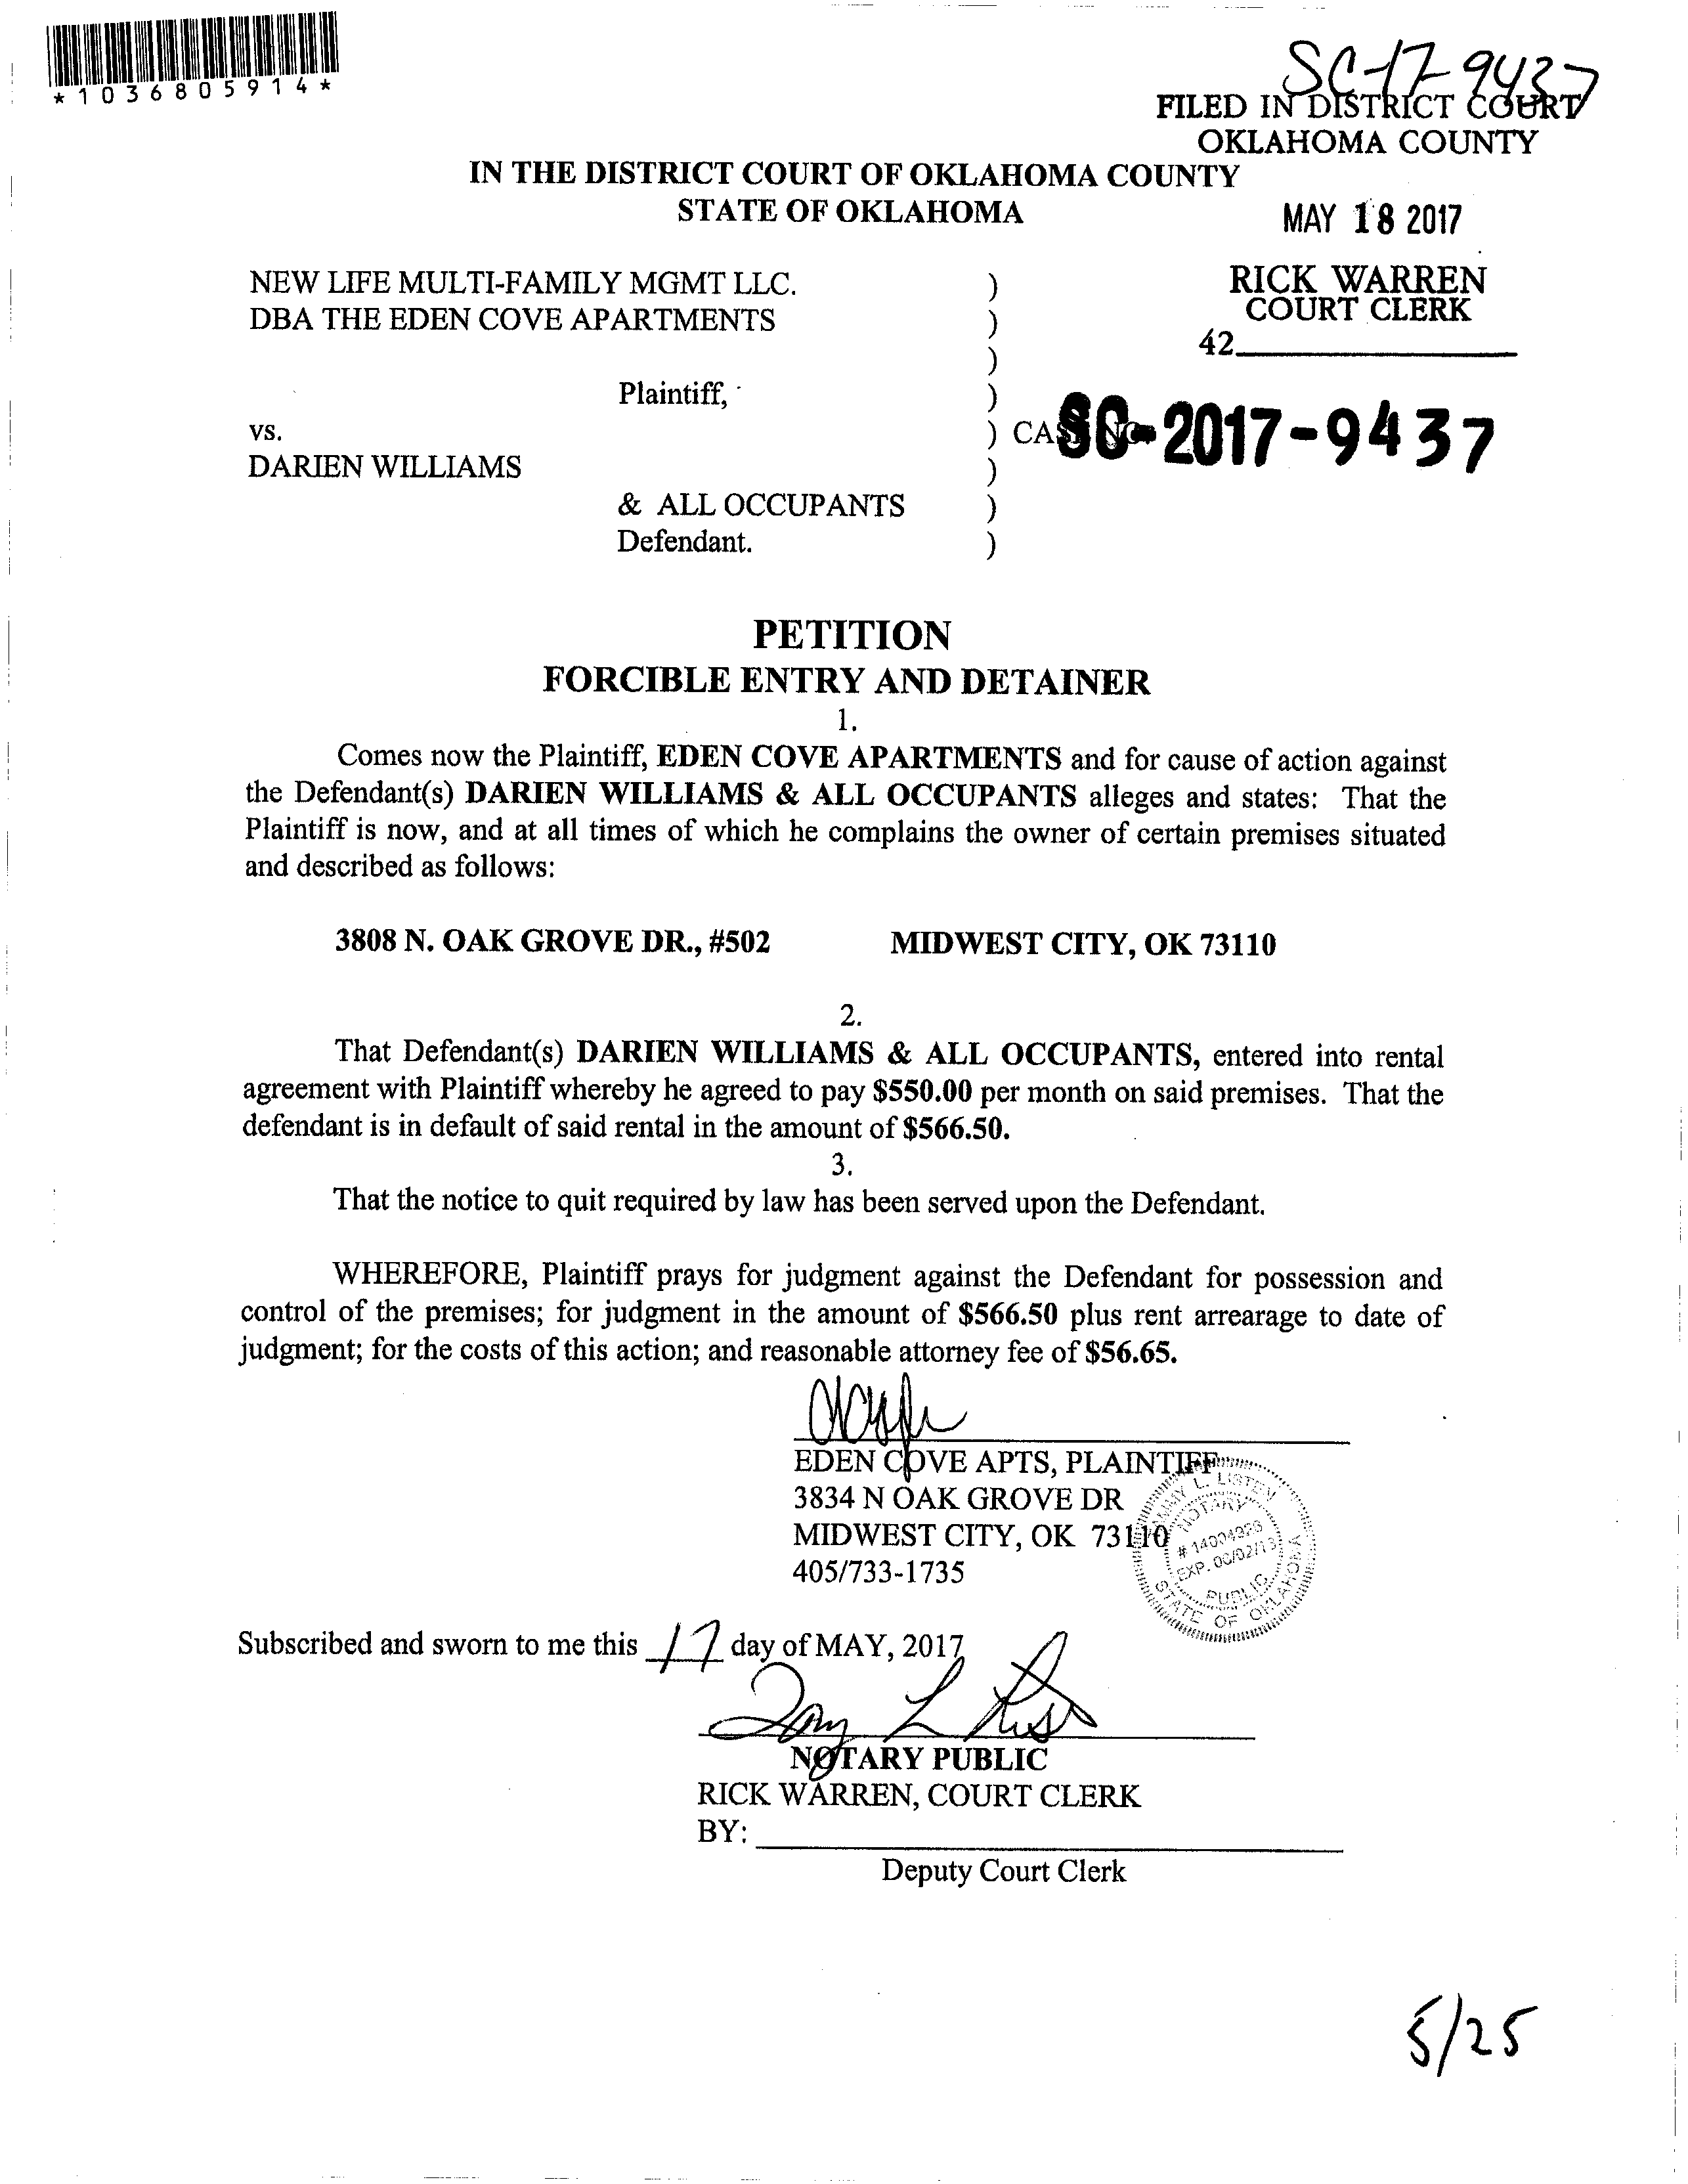 *1036805914*
SC-17-9437
FILED IN DISTRICT COURT
OKLAHOMA COUNTY
IN THE DISTRICT COURT OF OKLAHOMA COUNTY
STATE OF OKLAHOMA
MAY 18 2017
NEW LIFE MULTI-FAMILY MGMT LLC. )
DBA THE EDEN COVE APARTMENTS )
RICK WARREN
COURT CLERK
42
)
Plaintiff, )
vs. ) CASE NO. SC-2017-9437
DARIEN WILLIAMS )
& ALL OCCUPANTS )
Defendant. )
PETITION
FORCIBLE ENTRY AND DETAINER
1.
Comes now the Plaintiff, EDEN COVE APARTMENTS and for cause of action against
the Defendant(s) DARIEN WILLIAMS & ALL OCCUPANTS alleges and states: That the
Plaintiff is now, and at all times of which he complains the owner of certain premises situated
and described as follows:
3808 N. OAK GROVE DR., #502 MIDWEST CITY, OK 73110
2.
That Defendant(s) DARIEN WILLIAMS & ALL OCCUPANTS, entered into rental
agreement with Plaintiff whereby he agreed to pay $550.00 per month on said premises. That the
defendant is in default of said rental in the amount of $566.50.
3.
That the notice to quit required by law has been served upon the Defendant.
WHEREFORE, Plaintiff prays for judgment against the Defendant for possession and
control of the premises; for judgment in the amount of $566.50 plus rent arrearage to date of
judgment; for the costs of this action; and reasonable attorney fee of $56.65.
EDEN COVE APTS, PLAINTIFF
3834 N OAK GROVE DR
MIDWEST CITY, OK 73110
405/733-1735
NOTARY
PUBLIC
STATE OF OKLAHOMA
Subscribed and sworn to me this 17 day of MAY, 2017
NOTARY PUBLIC
RICK WARREN, COURT CLERK
BY:
Deputy Court Clerk
5/25